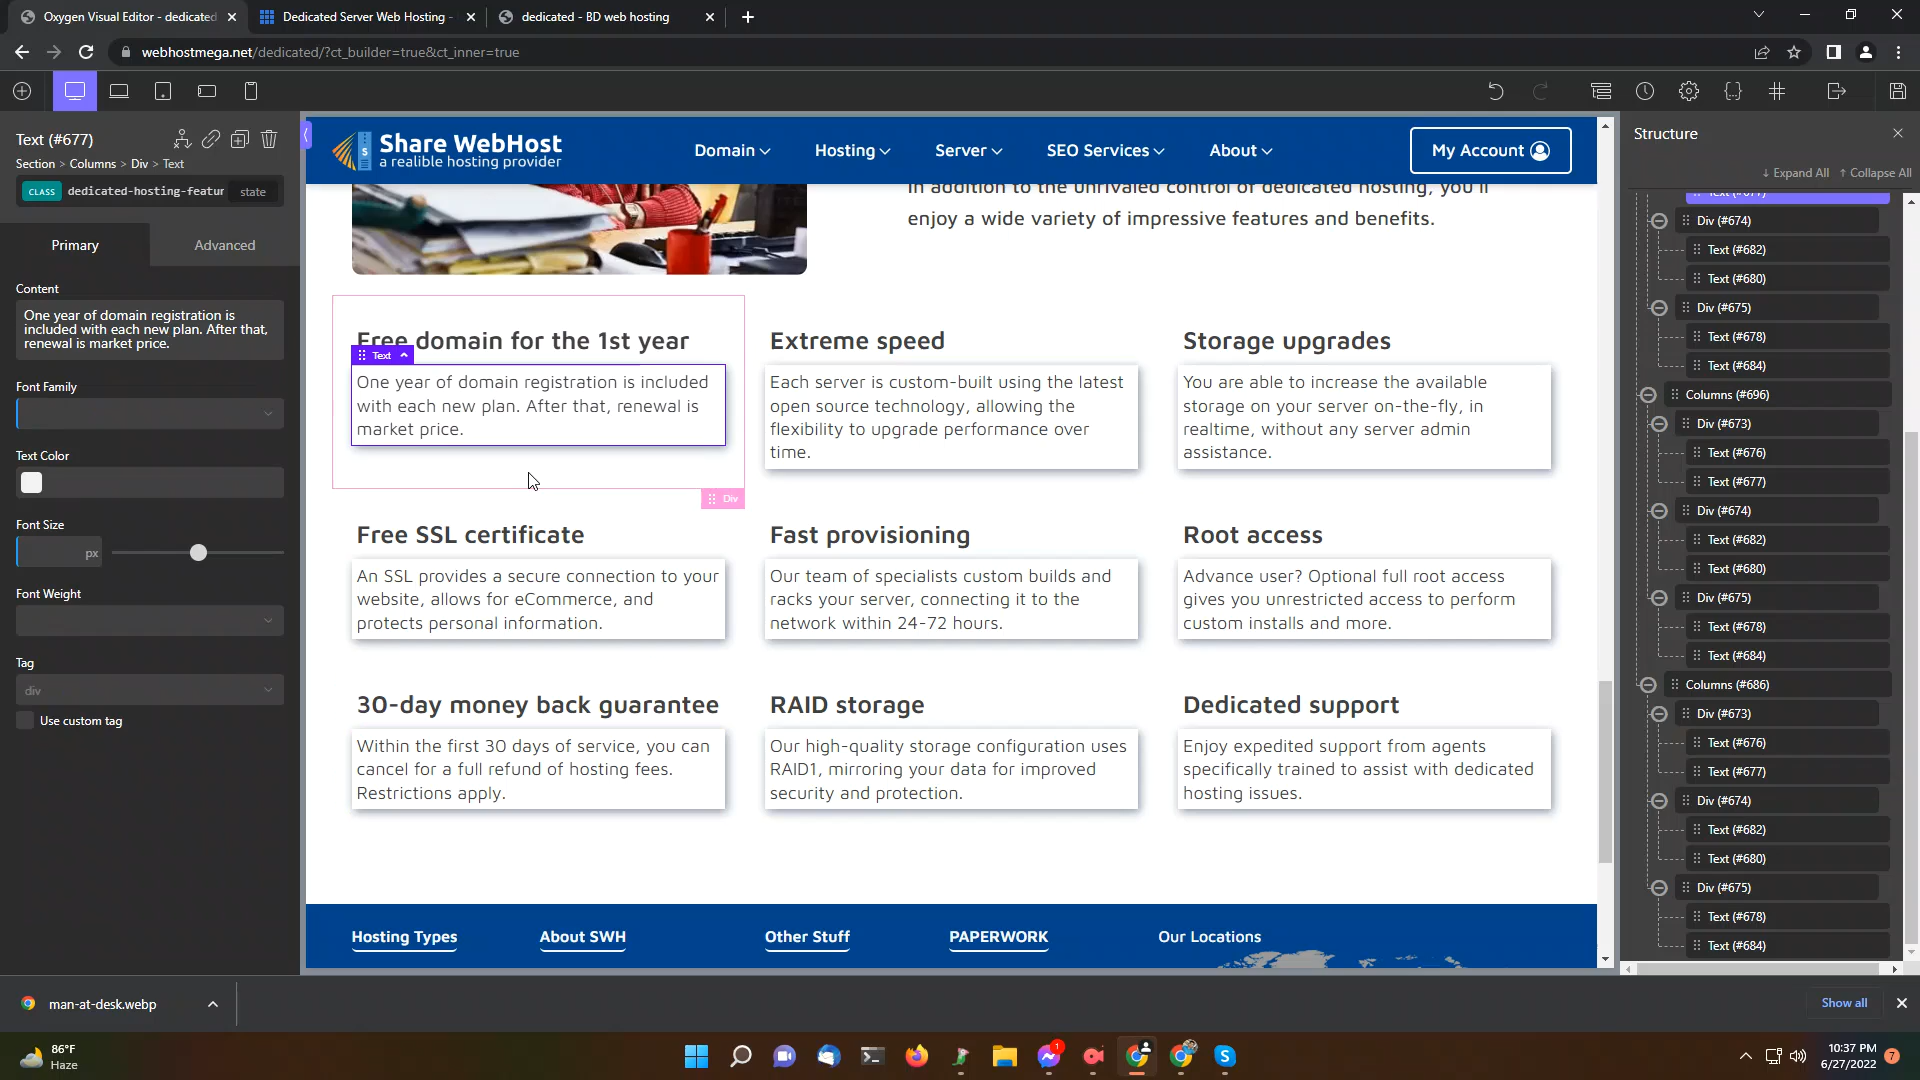 Oxygen Visual Editor - dedicated
Dedicated Server Web Hosting -
dedicated - BD web hosting
webhostmega.net/dedicated/?ct_builder=true&ct_inner=true
Text (#677)
Section > Columns > Div > Text
CLASS dedicated-hosting-featur state
Primary
Advanced
Content
One year of domain registration is
included with each new plan. After that,
renewal is market price.
Font Family
Text Color
Font Size
px
Font Weight
Tag
div
Use custom tag
Share WebHost
a realible hosting provider
Domain
Hosting
Server
SEO Services
About
My Account
In addition to the unrivaled control of dedicated hosting, you'll
enjoy a wide variety of impressive features and benefits.
Free domain for the 1st year
Text
One year of domain registration is included
with each new plan. After that, renewal is
market price.
Div
Extreme speed
Each server is custom-built using the latest
open source technology, allowing the
flexibility to upgrade performance over
time.
Storage upgrades
You are able to increase the available
storage on your server on-the-fly, in
realtime, without any server admin
assistance.
Free SSL certificate
An SSL provides a secure connection to your
website, allows for eCommerce, and
protects personal information.
Fast provisioning
Our team of specialists custom builds and
racks your server, connecting it to the
network within 24-72 hours.
Root access
Advance user? Optional full root access
gives you unrestricted access to perform
custom installs and more.
30-day money back guarantee
Within the first 30 days of service, you can
cancel for a full refund of hosting fees.
Restrictions apply.
RAID storage
Our high-quality storage configuration uses
RAID1, mirroring your data for improved
security and protection.
Dedicated support
Enjoy expedited support from agents
specifically trained to assist with dedicated
hosting issues.
Hosting Types
About SWH
Other Stuff
PAPERWORK
Our Locations
Structure
Expand All
Collapse All
Text (#677)
Div (#674)
Text (#682)
Text (#680)
Div (#675)
Text (#678)
Text (#684)
Columns (#696)
Div (#673)
Text (#676)
Text (#677)
Div (#674)
Text (#682)
Text (#680)
Div (#675)
Text (#678)
Text (#684)
Columns (#686)
Div (#673)
Text (#676)
Text (#677)
Div (#674)
Text (#682)
Text (#680)
Div (#675)
Text (#678)
Text (#684)
man-at-desk.webp
Show all
86°F
Haze
1
10:37 PM
6/27/2022
7